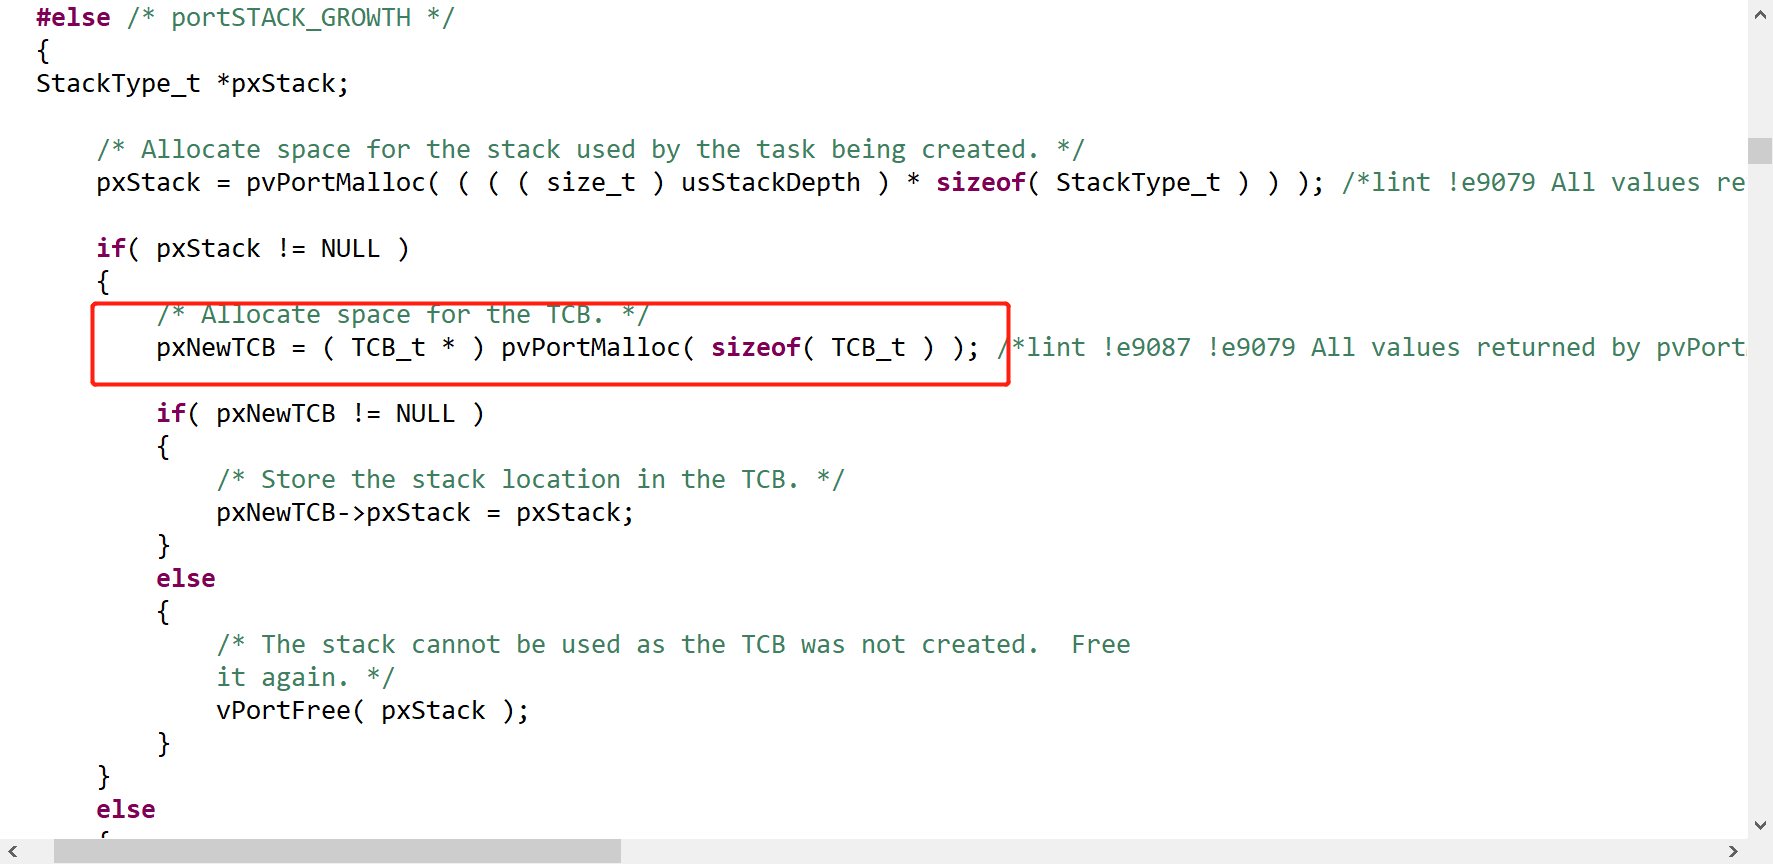 #else /* portSTACK_GROWTH */
{
StackType_t *pxStack;
/* Allocate space for the stack used by the task being created. */
pxStack = pvPortMalloc( ( ( ( size_t ) usStackDepth ) * sizeof( StackType_t ) ) ); /*lint !e9079 All values re
if( pxStack != NULL )
{
/* Allocate space for the TCB. */
pxNewTCB = ( TCB_t * ) pvPortMalloc( sizeof( TCB_t ) ); /*lint !e9087 !e9079 All values returned by pvPort
if( pxNewTCB != NULL )
{
/* Store the stack location in the TCB. */
pxNewTCB->pxStack = pxStack;
}
else
{
/* The stack cannot be used as the TCB was not created.  Free
it again. */
vPortFree( pxStack );
}
}
else
{